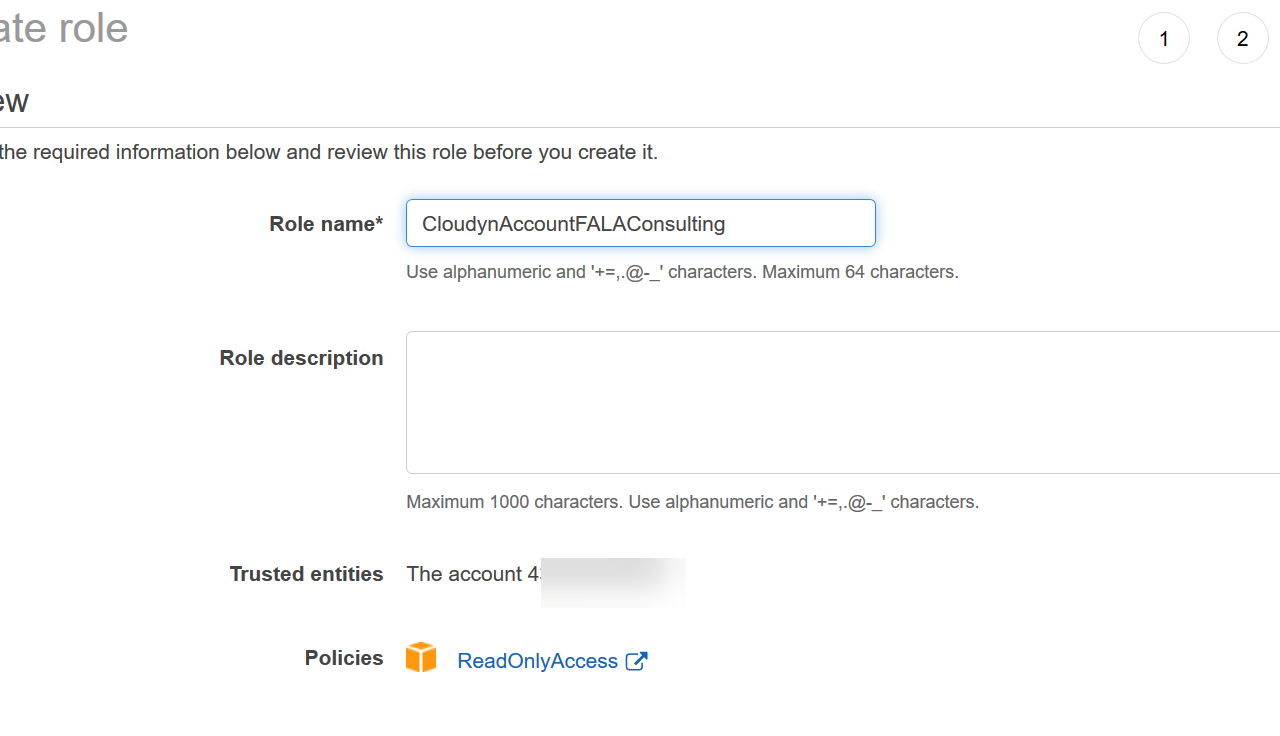 ate role
1
2
ew
the required information below and review this role before you create it.
Role name*
CloudynAccountFALAConsulting
Use alphanumeric and '+=,.@-_' characters. Maximum 64 characters.
Role description
Maximum 1000 characters. Use alphanumeric and '+=,.@-_' characters.
Trusted entities
The account 4
Policies
ReadOnlyAccess